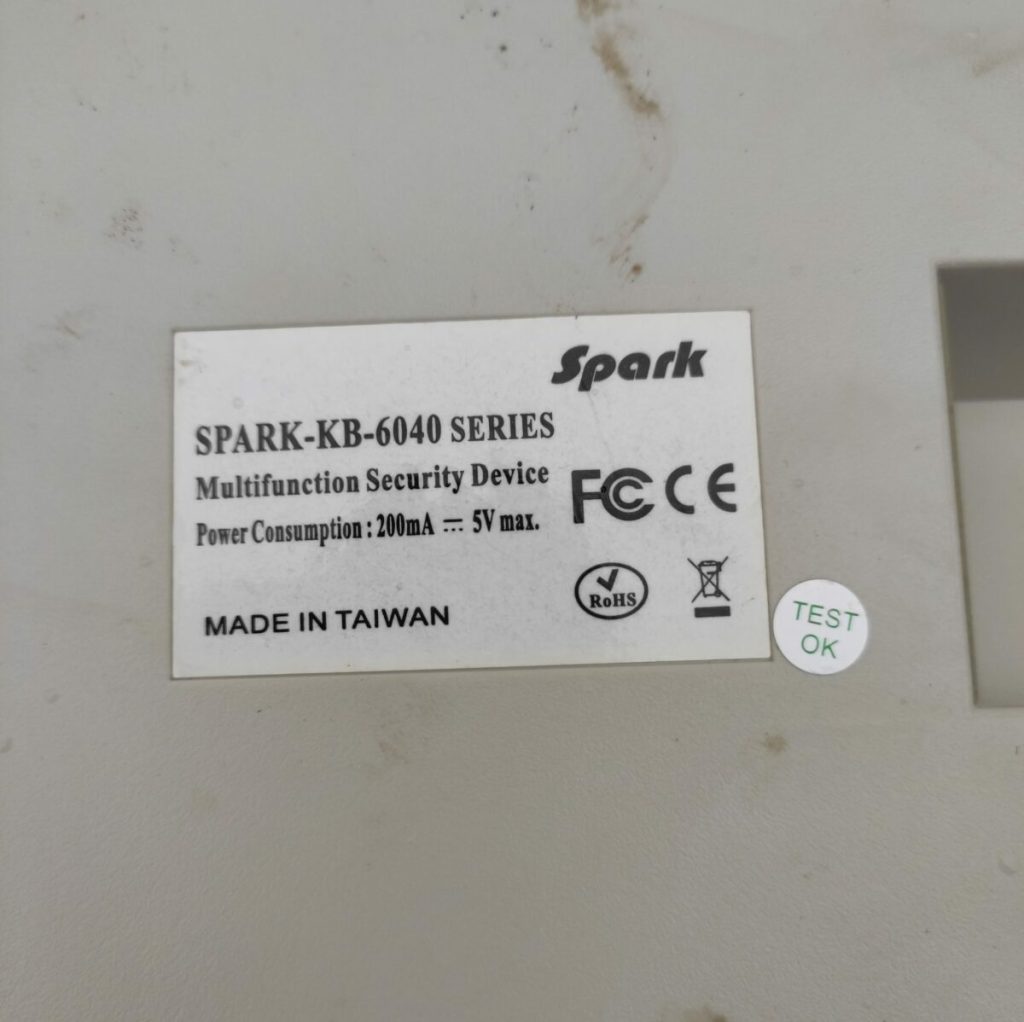 Spark
SPARK-KB-6040 SERIES
Multifunction Security Device
Power Consumption : 200mA ⎓ 5V max.
FC CE
RoHS
MADE IN TAIWAN
TEST
OK